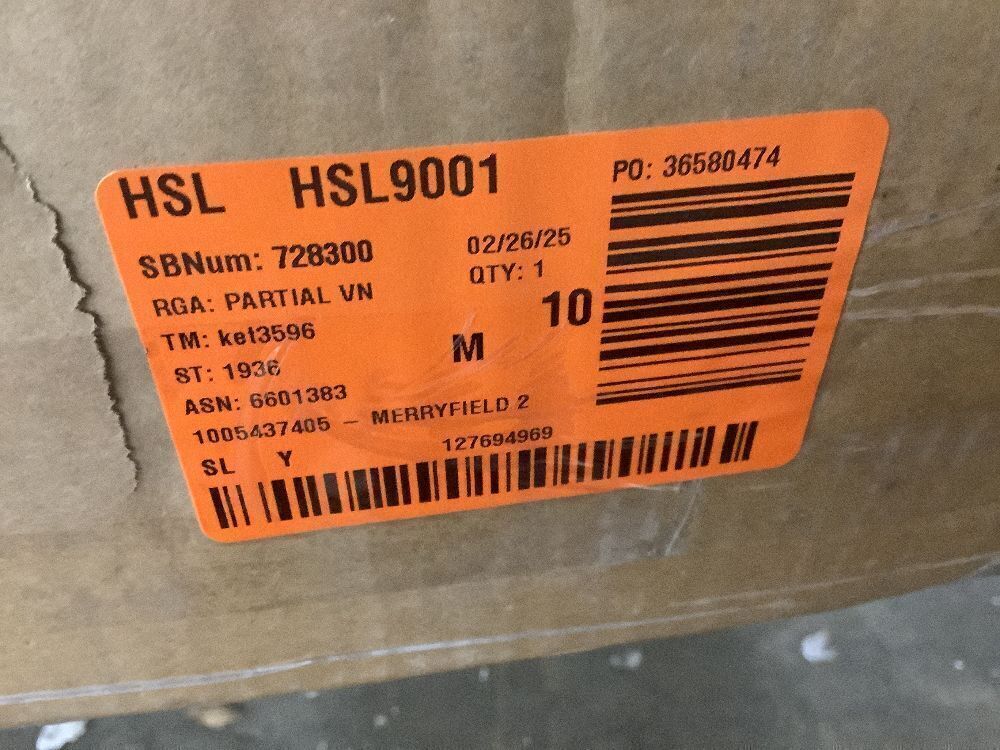 HSL HSL9001
PO: 36580474
SBNum: 728300 02/26/25
RGA: PARTIAL VN QTY: 1
TM: ket3596 M 10
ST: 1936
ASN: 6601383
1005437405 - MERRYFIELD 2
SL Y 127694969